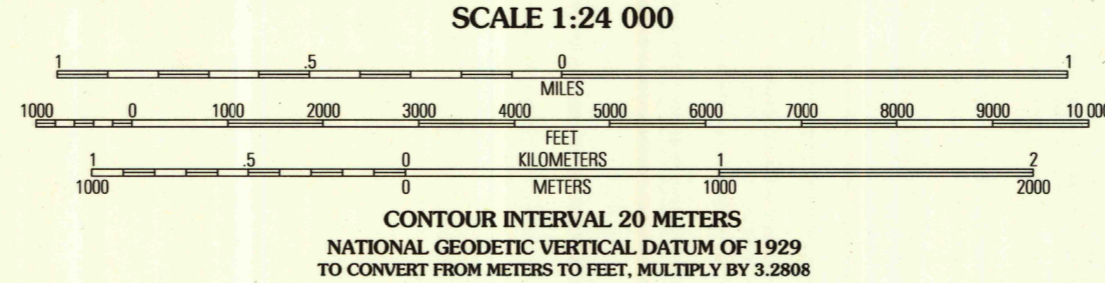 SCALE 1:24 000
1 .5 0 1
MILES
1000 0 1000 2000 3000 4000 5000 6000 7000 8000 9000 10 000
FEET
1 .5 0 KILOMETERS 1 2
1000 0 METERS 1000 2000
CONTOUR INTERVAL 20 METERS
NATIONAL GEODETIC VERTICAL DATUM OF 1929
TO CONVERT FROM METERS TO FEET, MULTIPLY BY 3.2808